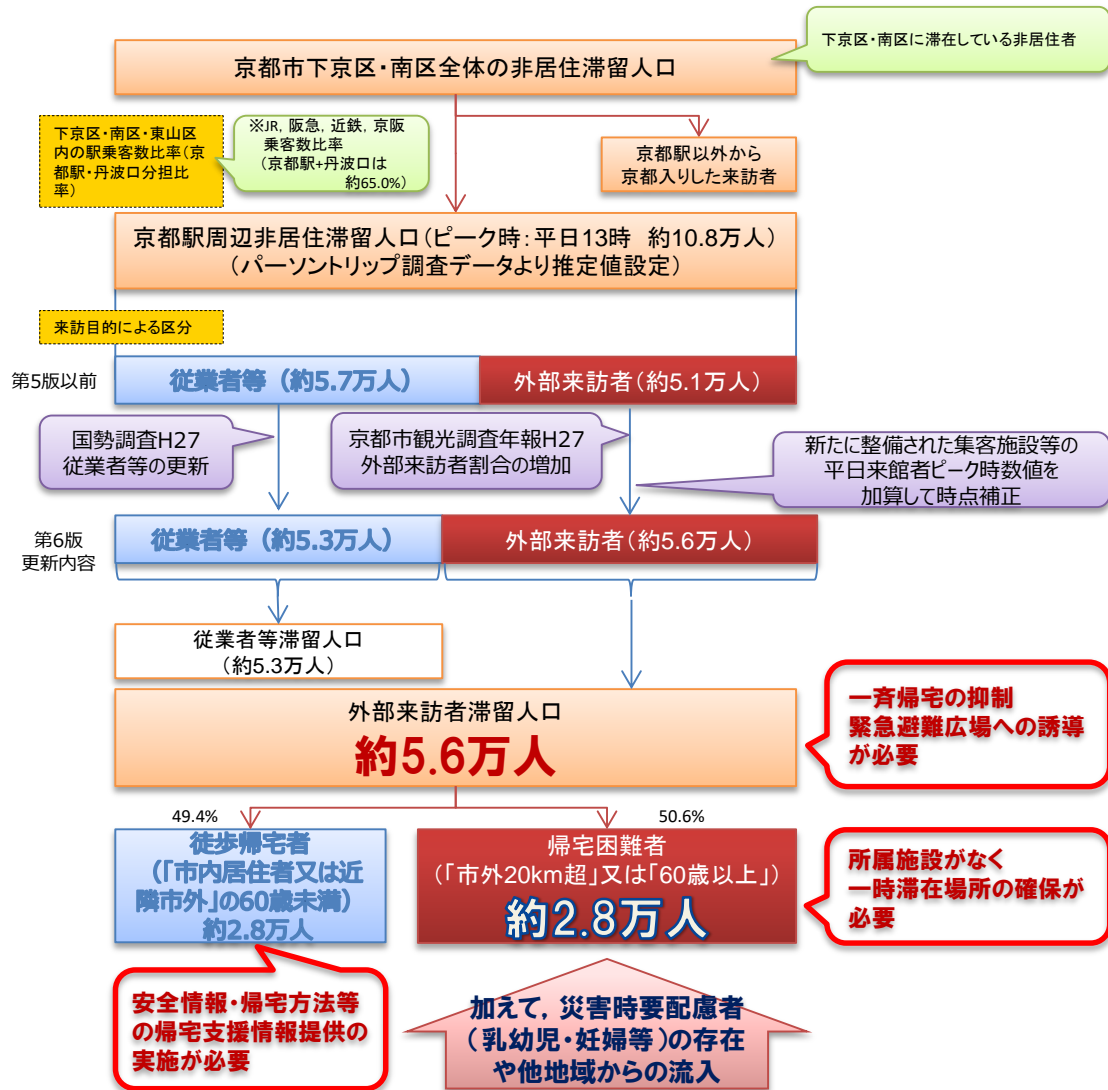 下京区・南区に滞在している非居住者
京都市下京区・南区全体の非居住滞留人口
下京区・南区・東山区
内の駅乗客数比率(京
都駅・丹波口分担比
率)
※JR, 阪急, 近鉄, 京阪
乗客数比率
(京都駅+丹波口は
約65.0%)
京都駅以外から
京都入りした来訪者
京都駅周辺非居住滞留人口(ピーク時:平日13時 約10.8万人)
(パーソントリップ調査データより推定値設定)
来訪目的による区分
第5版以前
従業者等(約5.7万人)
外部来訪者(約5.1万人)
国勢調査H27
従業者等の更新
京都市観光調査年報H27
外部来訪者割合の増加
新たに整備された集客施設等の
平日来館者ピーク時数値を
加算して時点補正
第6版
更新内容
従業者等(約5.3万人)
外部来訪者(約5.6万人)
従業者等滞留人口
(約5.3万人)
外部来訪者滞留人口
約5.6万人
一斉帰宅の抑制
緊急避難広場への誘導
が必要
49.4%
50.6%
徒歩帰宅者
(「市内居住者又は近
隣市外」の60歳未満)
約2.8万人
帰宅困難者
(「市外20km超」又は「60歳以上」)
約2.8万人
所属施設がなく
一時滞在場所の確保が
必要
安全情報・帰宅方法等
の帰宅支援情報提供の
実施が必要
加えて, 災害時要配慮者
(乳幼児・妊婦等)の存在
や他地域からの流入